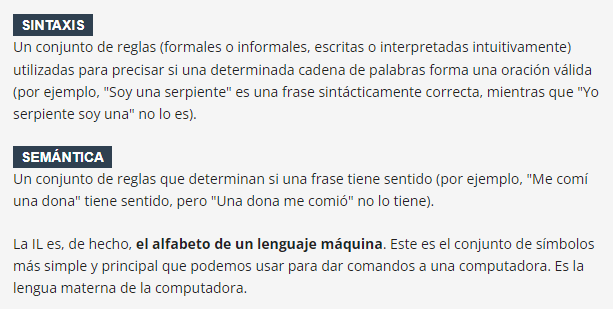 SINTAXIS
Un conjunto de reglas (formales o informales, escritas o interpretadas intuitivamente)
utilizadas para precisar si una determinada cadena de palabras forma una oración válida
(por ejemplo, "Soy una serpiente" es una frase sintácticamente correcta, mientras que "Yo
serpiente soy una" no lo es).
SEMÁNTICA
Un conjunto de reglas que determinan si una frase tiene sentido (por ejemplo, "Me comí
una dona" tiene sentido, pero "Una dona me comió" no lo tiene).
La IL es, de hecho, el alfabeto de un lenguaje máquina. Este es el conjunto de símbolos
más simple y principal que podemos usar para dar comandos a una computadora. Es la
lengua materna de la computadora.